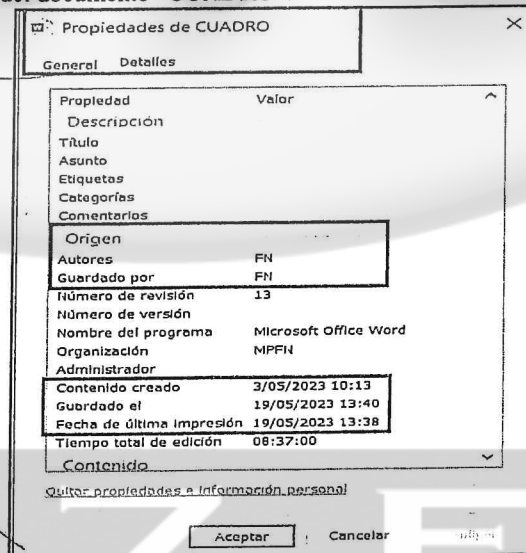 Propiedades de CUADRO
General Detalles
Propiedad Valor
Descripción
Título
Asunto
Etiquetas
Categorías
Comentarios
Origen
Autores FN
Guardado por FN
Número de revisión 13
Número de versión
Nombre del programa Microsoft Office Word
Organización MPFN
Administrador
Contenido creado 3/05/2023 10:13
Guardado el 19/05/2023 13:40
Fecha de última impresión 19/05/2023 13:38
Tiempo total de edición 08:37:00
Contenido
Quitar propiedades e información personal
Aceptar Cancelar